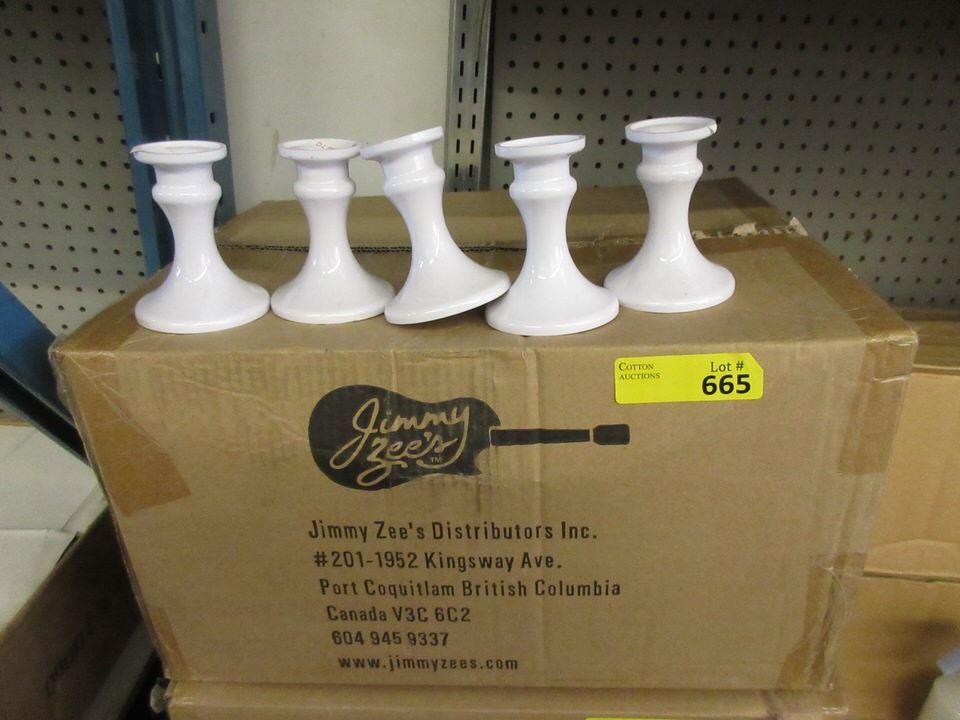 COTTON
AUCTIONS
Lot #
665
Jimmy
Zee's
TM
Jimmy Zee's Distributors Inc.
#201-1952 Kingsway Ave.
Port Coquitlam British Columbia
Canada V3C 6C2
604 945 9337
www.jimmyzees.com